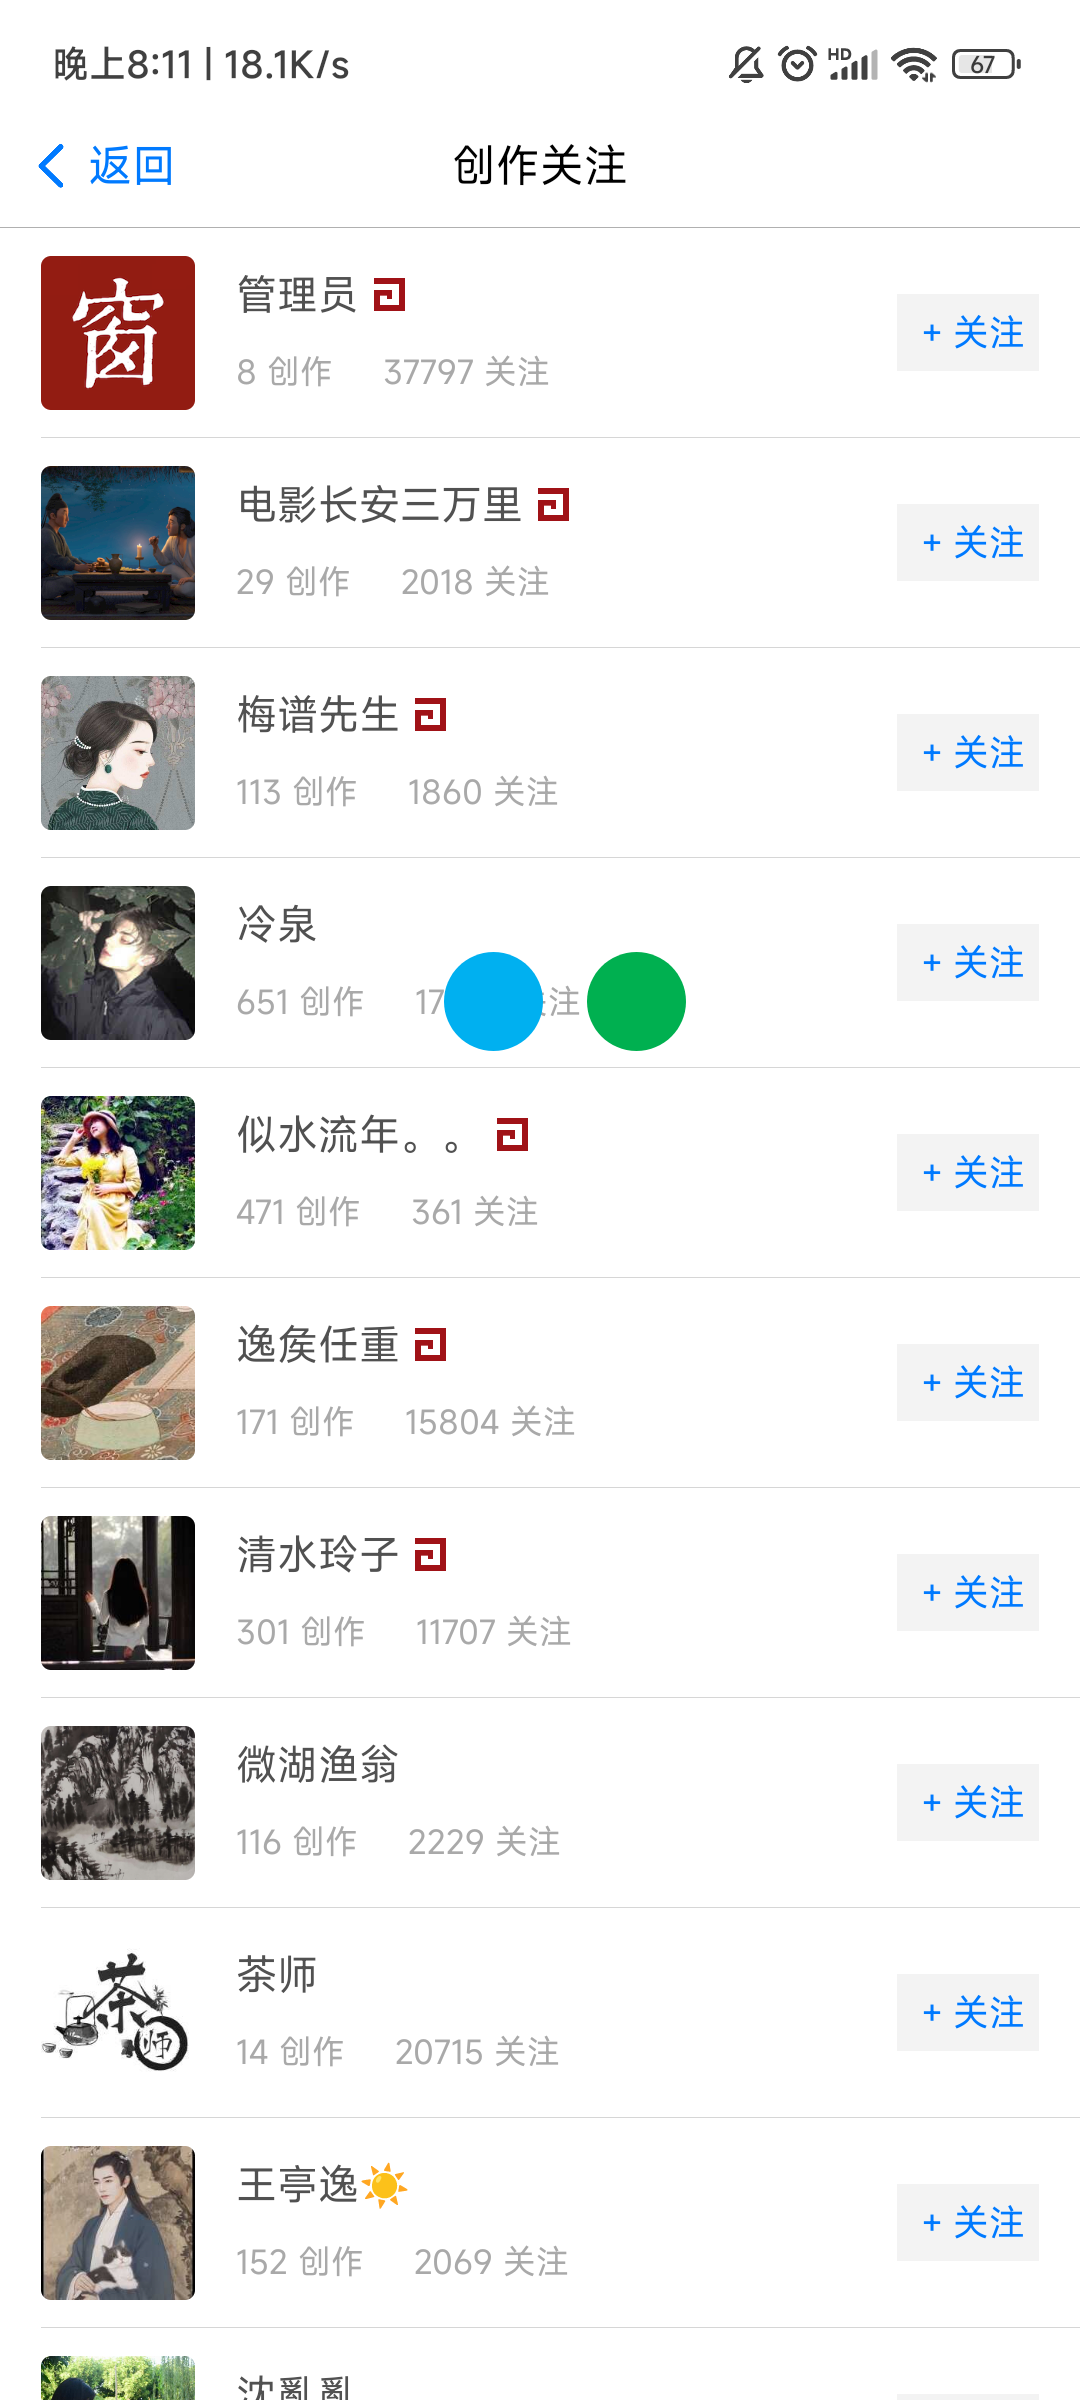 晚上8:11 | 18.1K/s
HD
67
返回
创作关注
窗
管理员
8 创作 37797 关注
+ 关注
电影长安三万里
29 创作 2018 关注
+ 关注
梅谱先生
113 创作 1860 关注
+ 关注
冷泉
651 创作 17 关注
+ 关注
似水流年。。
471 创作 361 关注
+ 关注
逸矦任重
171 创作 15804 关注
+ 关注
清水玲子
301 创作 11707 关注
+ 关注
微湖渔翁
116 创作 2229 关注
+ 关注
茶师
茶师
14 创作 20715 关注
+ 关注
王亭逸☀️
152 创作 2069 关注
+ 关注